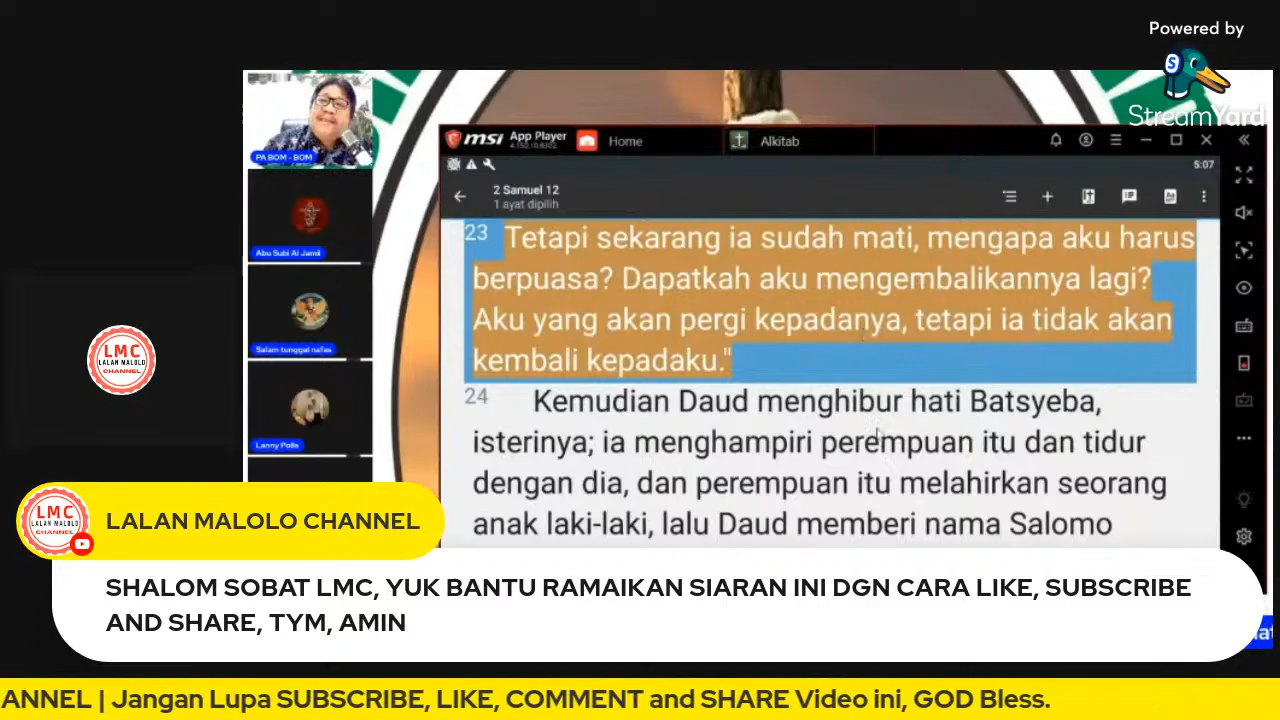 Powered by
StreamYard
msi App Player
Home
Alkitab
5:07
2 Samuel 12
1 ayat dipilih
23 Tetapi sekarang ia sudah mati, mengapa aku harus
berpuasa? Dapatkah aku mengembalikannya lagi?
Aku yang akan pergi kepadanya, tetapi ia tidak akan
kembali kepadaku."
24 Kemudian Daud menghibur hati Batsyeba,
isterinya; ia menghampiri perempuan itu dan tidur
dengan dia, dan perempuan itu melahirkan seorang
anak laki-laki, lalu Daud memberi nama Salomo
PA BOM - BOM
Abu Subi Al Jamil
Salam tunggal nafas
Lanny Polla
LMC
LALAN MALOLO
CHANNEL
LMC
LALAN MALOLO
CHANNEL
LALAN MALOLO CHANNEL
SHALOM SOBAT LMC, YUK BANTU RAMAIKAN SIARAN INI DGN CARA LIKE, SUBSCRIBE
AND SHARE, TYM, AMIN
ANNEL | Jangan Lupa SUBSCRIBE, LIKE, COMMENT and SHARE Video ini, GOD Bless.